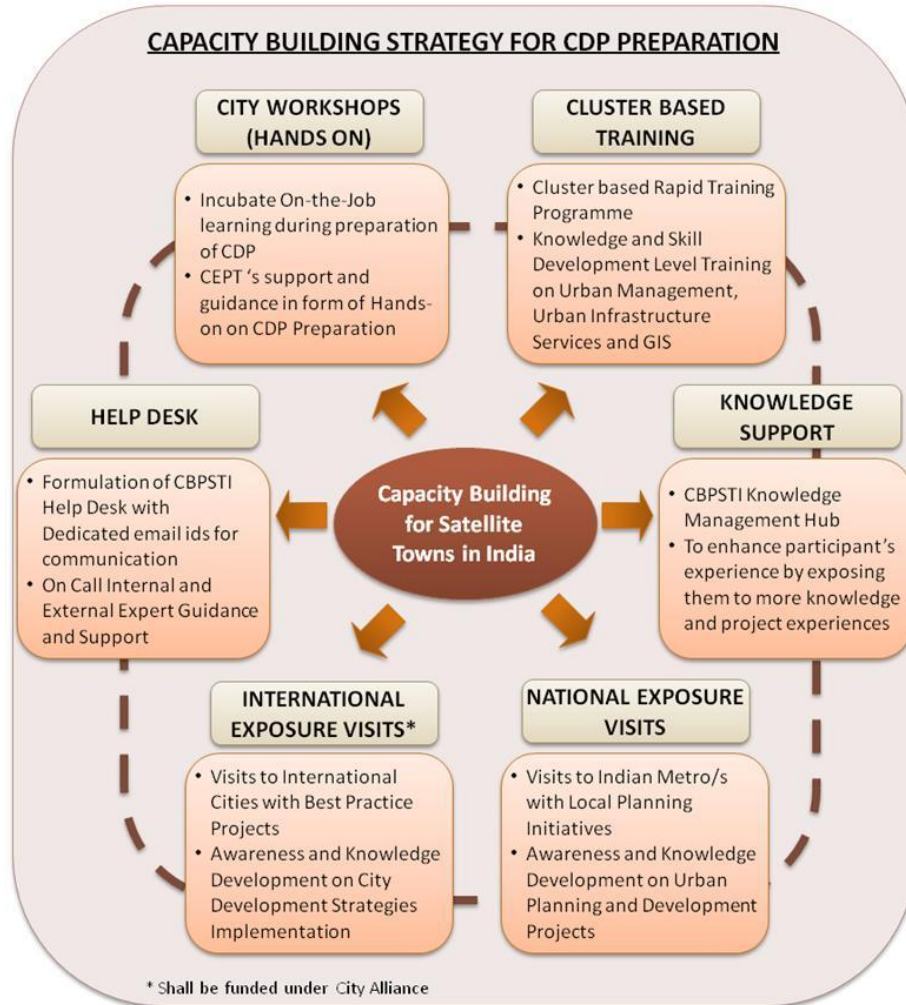 CAPACITY BUILDING STRATEGY FOR CDP PREPARATION
CITY WORKSHOPS
(HANDS ON)
• Incubate On-the-Job
learning during preparation
of CDP
• CEPT ‘s support and
guidance in form of Hands-
on on CDP Preparation
CLUSTER BASED
TRAINING
• Cluster based Rapid Training
Programme
• Knowledge and Skill
Development Level Training
on Urban Management,
Urban Infrastructure
Services and GIS
HELP DESK
• Formulation of CBPSTI
Help Desk with
Dedicated email ids for
communication
• On Call Internal and
External Expert Guidance
and Support
Capacity Building
for Satellite
Towns in India
KNOWLEDGE
SUPPORT
• CBPSTI Knowledge
Management Hub
• To enhance participant’s
experience by exposing
them to more knowledge
and project experiences
INTERNATIONAL
EXPOSURE VISITS*
• Visits to International
Cities with Best Practice
Projects
• Awareness and Knowledge
Development on City
Development Strategies
Implementation
NATIONAL EXPOSURE
VISITS
• Visits to Indian Metro/s
with Local Planning
Initiatives
• Awareness and Knowledge
Development on Urban
Planning and Development
Projects
* Shall be funded under City Alliance